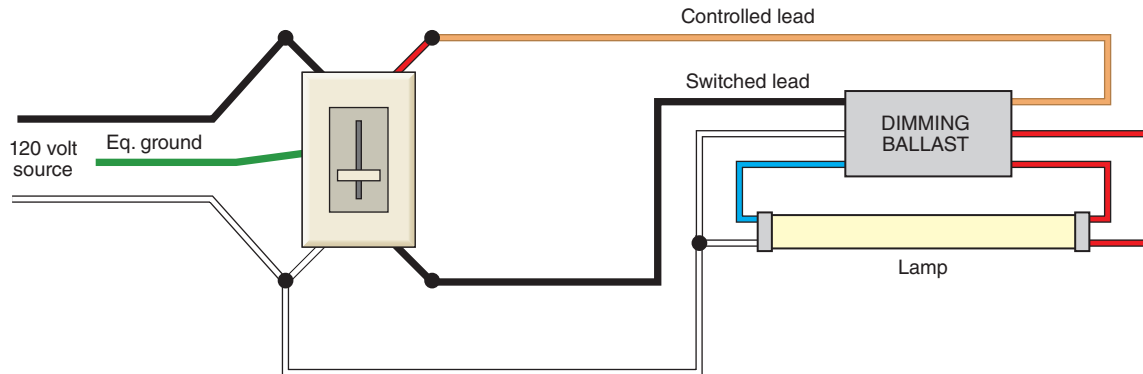 Controlled lead
Switched lead
DIMMING
BALLAST
Eq. ground
120 volt
source
Lamp